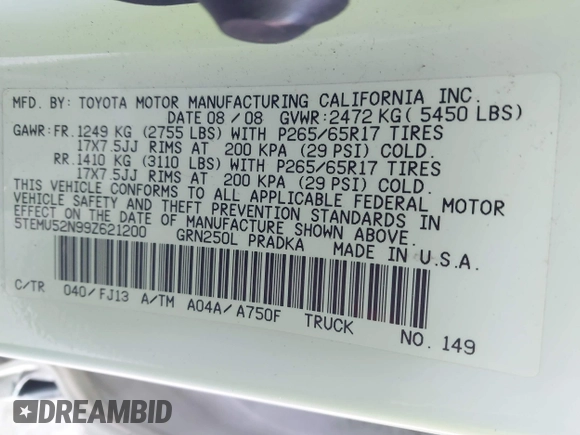 MFD. BY: TOYOTA MOTOR MANUFACTURING CALIFORNIA INC.
DATE 08 / 08 GVWR: 2472 KG ( 5450 LBS)
GAWR: FR. 1249 KG (2755 LBS) WITH P265/65R17 TIRES
17X7.5JJ RIMS AT 200 KPA (29 PSI) COLD.
RR. 1410 KG (3110 LBS) WITH P265/65R17 TIRES
17X7.5JJ RIMS AT 200 KPA (29 PSI) COLD.
THIS VEHICLE CONFORMS TO ALL APPLICABLE FEDERAL MOTOR
VEHICLE SAFETY AND THEFT PREVENTION STANDARDS IN
EFFECT ON THE DATE OF MANUFACTURE SHOWN ABOVE.
5TEMU52N99Z621200 GRN250L PRADKA MADE IN U.S.A.
C/TR 040/FJ13 A/TM A04A/A750F TRUCK NO. 149
DREAMBID